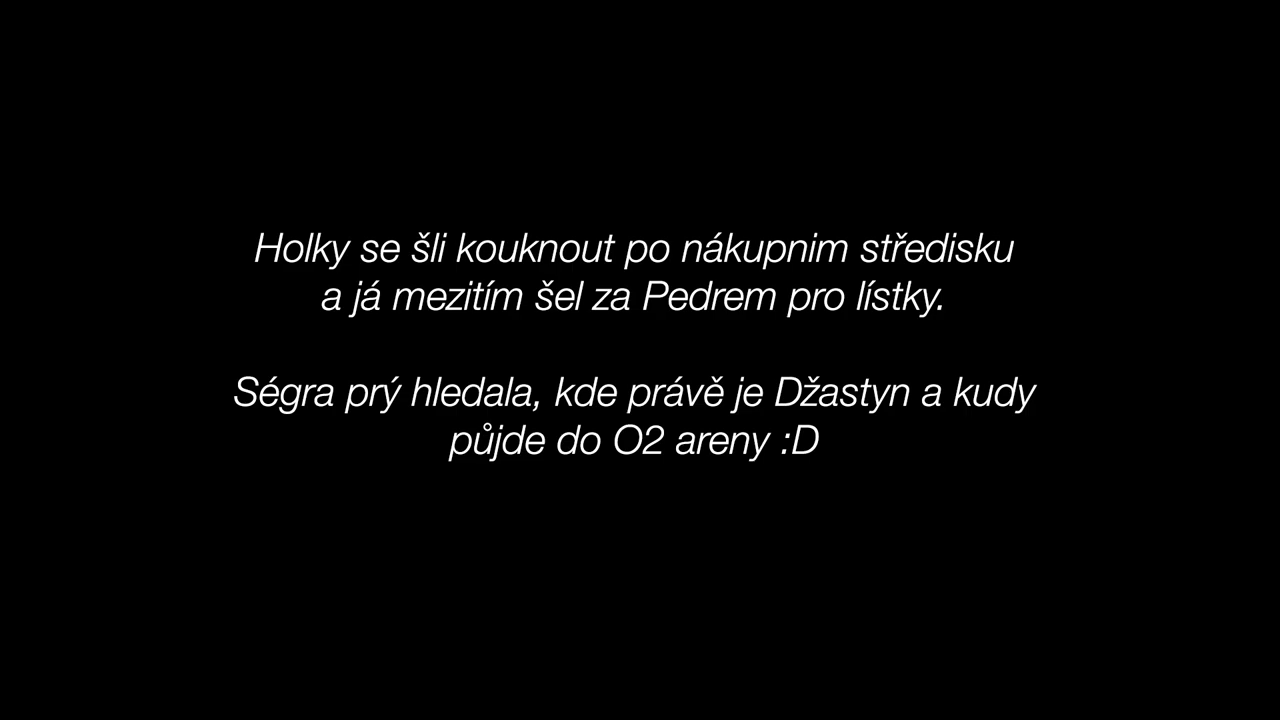 Holky se šli kouknout po nákupnim středisku
a já mezitím šel za Pedrem pro lístky.
Ségra prý hledala, kde právě je Džastyn a kudy
půjde do O2 areny :D